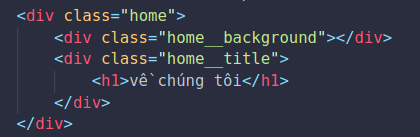 <div class="home">
    <div class="home__background"></div>
    <div class="home__title">
        <h1>về chúng tôi</h1>
    </div>
</div>